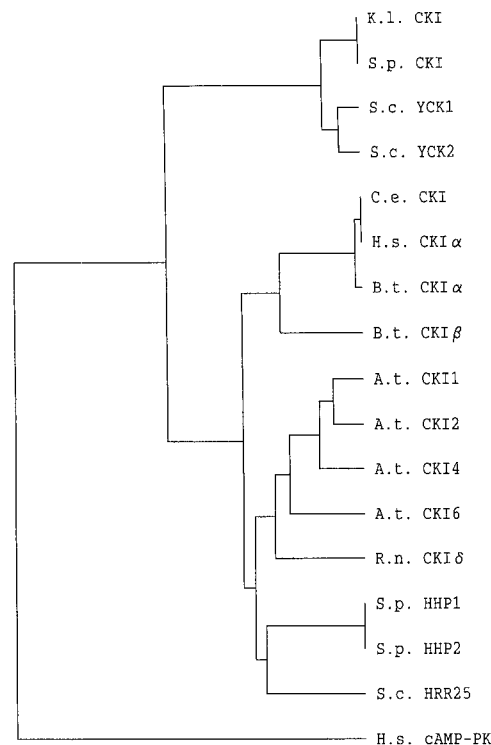 K.l. CKI
S.p. CKI
S.c. YCK1
S.c. YCK2
C.e. CKI
H.s. CKIα
B.t. CKIα
B.t. CKIβ
A.t. CKI1
A.t. CKI2
A.t. CKI4
A.t. CKI6
R.n. CKIδ
S.p. HHP1
S.p. HHP2
S.c. HRR25
H.s. cAMP-PK